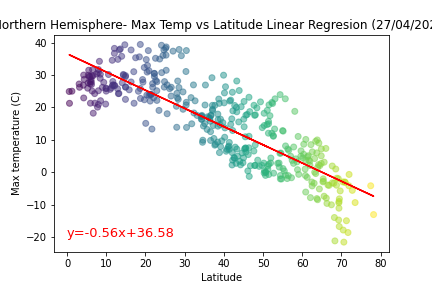 orthern Hemisphere- Max Temp vs Latitude Linear Regresion (27/04/202
Max temperature (C)
40
30
20
10
0
−10
−20
y=-0.56x+36.58
0 10 20 30 40 50 60 70 80
Latitude